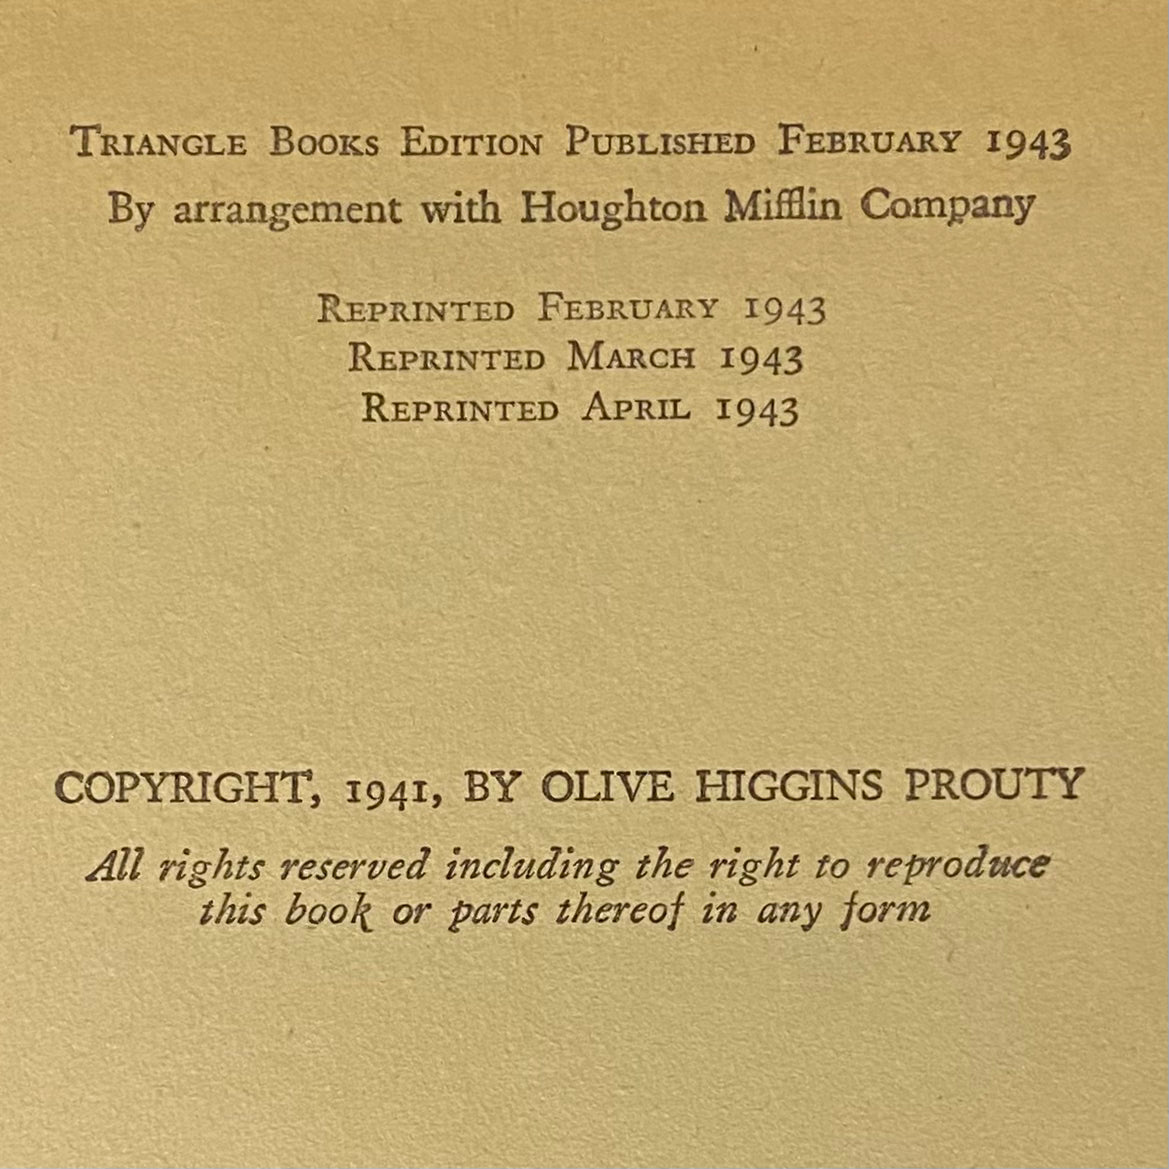 Triangle Books Edition Published February 1943
By arrangement with Houghton Mifflin Company
Reprinted February 1943
Reprinted March 1943
Reprinted April 1943
COPYRIGHT, 1941, BY OLIVE HIGGINS PROUTY
All rights reserved including the right to reproduce
this book or parts thereof in any form